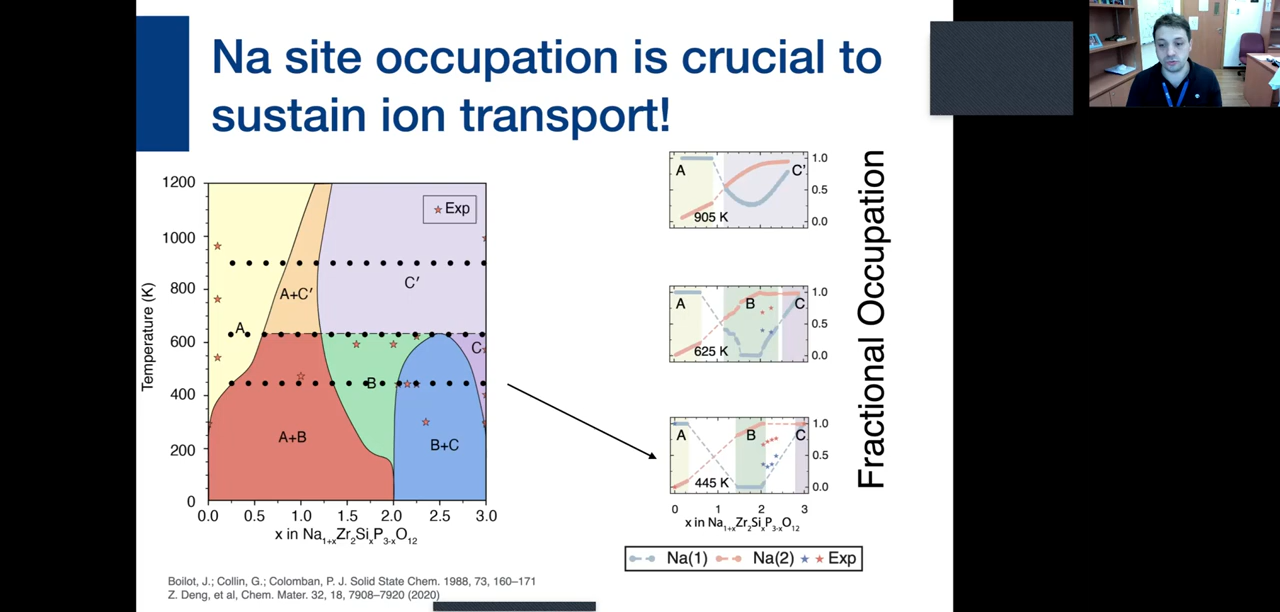 Na site occupation is crucial to
sustain ion transport!
1200
1000
800
600
400
200
0
Temperature (K)
Exp
A
A+C′
C′
C
B
A+B
B+C
0.0 0.5 1.0 1.5 2.0 2.5 3.0
x in Na1+xZr2SixP3-xO12
A
C'
905 K
1.0
0.5
0.0
A
B
C
625 K
1.0
0.5
0.0
A
B
C
445 K
1.0
0.5
0.0
0 1 2 3
x in Na1+xZr2SixP3-xO12
Fractional Occupation
Na(1) Na(2) Exp
Boilot, J.; Collin, G.; Colomban, P. J. Solid State Chem. 1988, 73, 160–171
Z. Deng, et al, Chem. Mater. 32, 18, 7908–7920 (2020)